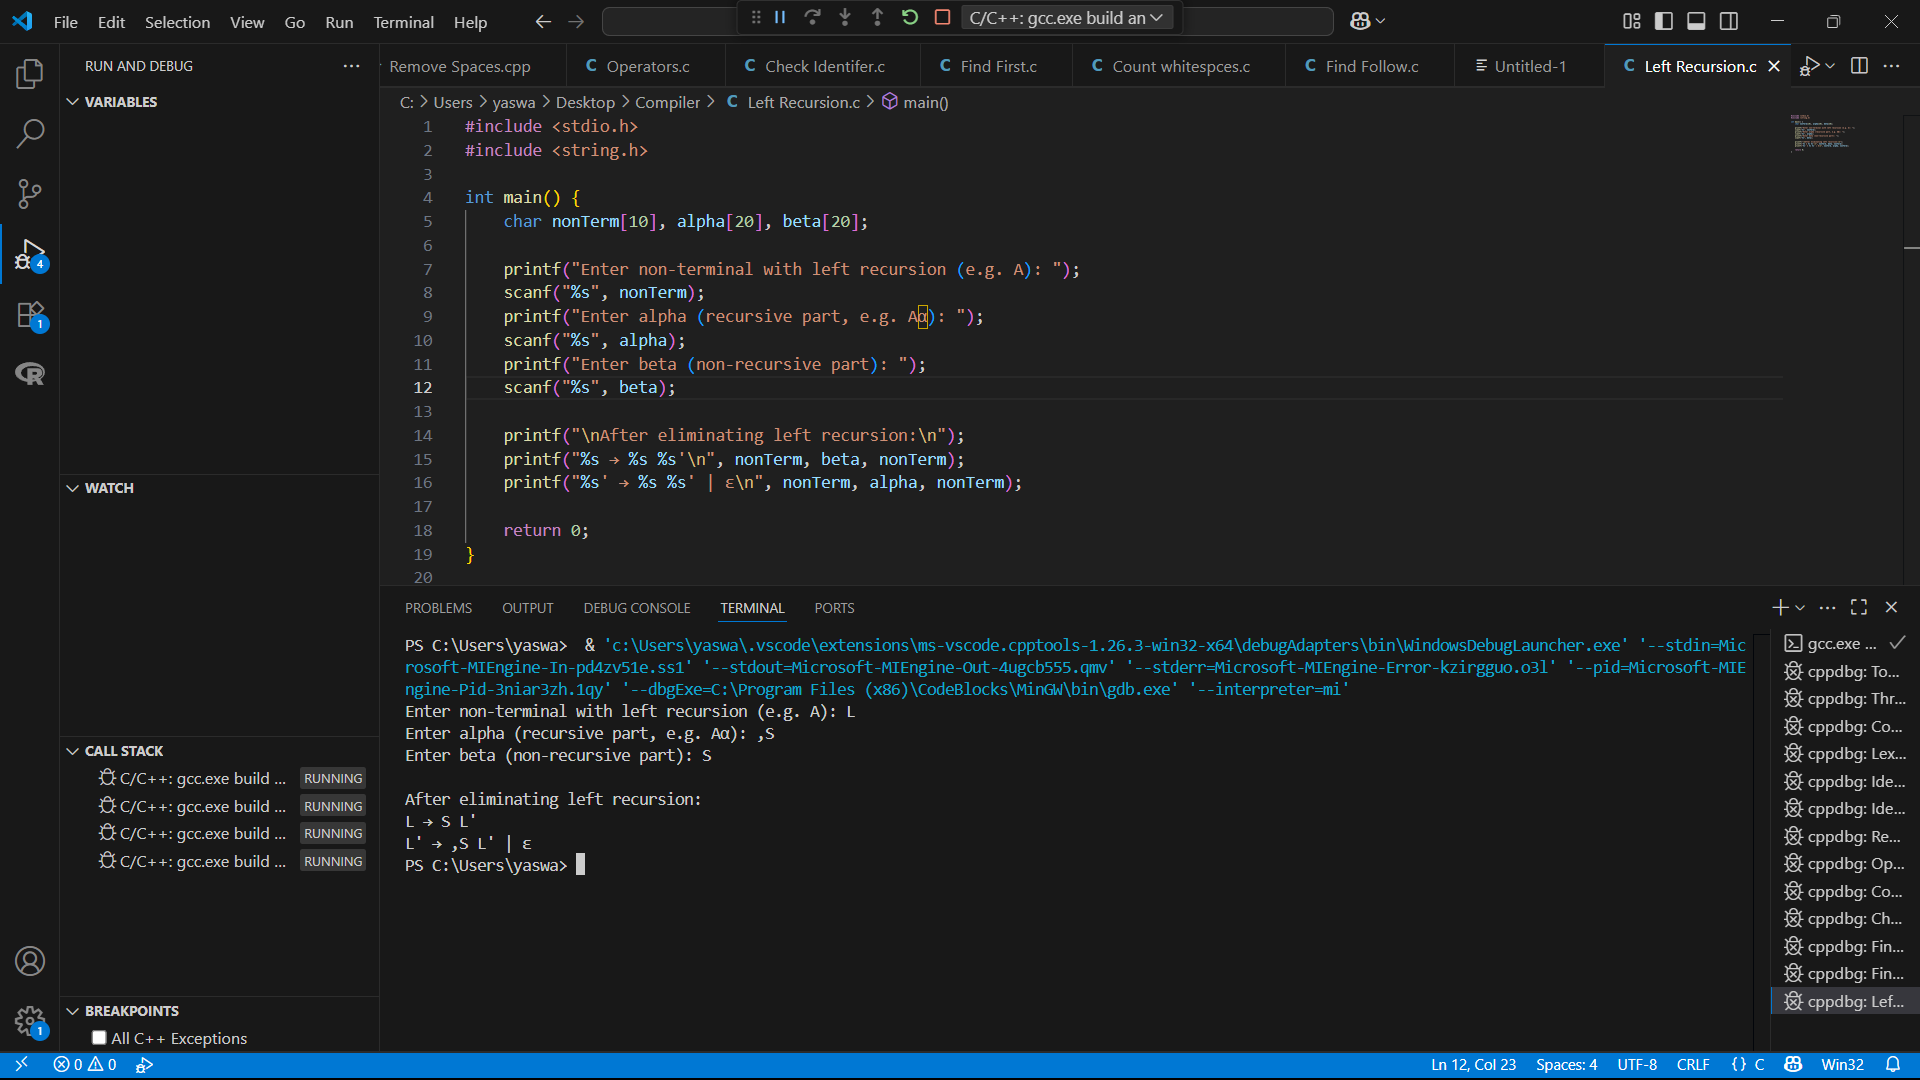 File Edit Selection View Go Run Terminal Help
C/C++: gcc.exe build an
RUN AND DEBUG
Remove Spaces.cpp
Operators.c
Check Identifer.c
Find First.c
Count whitespces.c
Find Follow.c
Untitled-1
Left Recursion.c
VARIABLES
C: > Users > yaswa > Desktop > Compiler > C Left Recursion.c > main()
1 #include <stdio.h>
2 #include <string.h>
3
4 int main() {
5 char nonTerm[10], alpha[20], beta[20];
6
7 printf("Enter non-terminal with left recursion (e.g. A): ");
8 scanf("%s", nonTerm);
9 printf("Enter alpha (recursive part, e.g. Aα): ");
10 scanf("%s", alpha);
11 printf("Enter beta (non-recursive part): ");
12 scanf("%s", beta);
13
14 printf("\nAfter eliminating left recursion:\n");
15 printf("%s → %s %s'\n", nonTerm, beta, nonTerm);
16 printf("%s' → %s %s' | ε\n", nonTerm, alpha, nonTerm);
17
18 return 0;
19 }
20
WATCH
CALL STACK
C/C++: gcc.exe build ... RUNNING
C/C++: gcc.exe build ... RUNNING
C/C++: gcc.exe build ... RUNNING
C/C++: gcc.exe build ... RUNNING
BREAKPOINTS
All C++ Exceptions
4
1
1
PROBLEMS OUTPUT DEBUG CONSOLE TERMINAL PORTS
PS C:\Users\yaswa> & 'c:\Users\yaswa\.vscode\extensions\ms-vscode.cpptools-1.26.3-win32-x64\debugAdapters\bin\WindowsDebugLauncher.exe' '--stdin=Mic
rosoft-MIEngine-In-pd4zv51e.ss1' '--stdout=Microsoft-MIEngine-Out-4ugcb555.qmv' '--stderr=Microsoft-MIEngine-Error-kzirgguo.o3l' '--pid=Microsoft-MIE
ngine-Pid-3niar3zh.1qy' '--dbgExe=C:\Program Files (x86)\CodeBlocks\MinGW\bin\gdb.exe' '--interpreter=mi'
Enter non-terminal with left recursion (e.g. A): L
Enter alpha (recursive part, e.g. Aα): ,S
Enter beta (non-recursive part): S
After eliminating left recursion:
L → S L'
L' → ,S L' | ε
PS C:\Users\yaswa>
gcc.exe ...
cppdbg: To...
cppdbg: Thr...
cppdbg: Co...
cppdbg: Lex...
cppdbg: Ide...
cppdbg: Ide...
cppdbg: Re...
cppdbg: Op...
cppdbg: Co...
cppdbg: Ch...
cppdbg: Fin...
cppdbg: Fin...
cppdbg: Lef...
0 0
Ln 12, Col 23 Spaces: 4 UTF-8 CRLF {} C Win32